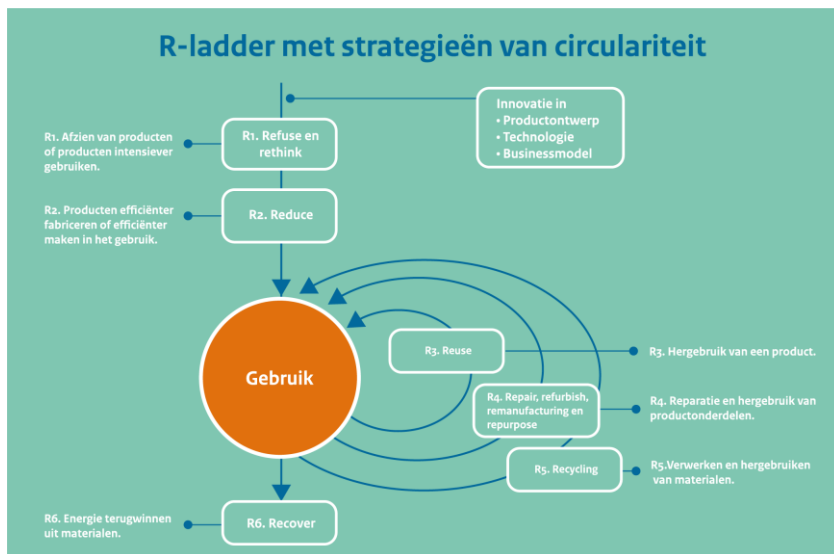 R-ladder met strategieën van circulariteit
Innovatie in
• Productontwerp
• Technologie
• Businessmodel
R1. Afzien van producten
of producten intensiever
gebruiken.
R1. Refuse en
rethink
R2. Producten efficiënter
fabriceren of efficiënter
maken in het gebruik.
R2. Reduce
Gebruik
R3. Reuse
R3. Hergebruik van een product.
R4. Repair, refurbish,
remanufacturing en
repurpose
R4. Reparatie en hergebruik van
productonderdelen.
R5. Recycling
R5.Verwerken en hergebruiken
van materialen.
R6. Energie terugwinnen
uit materialen.
R6. Recover